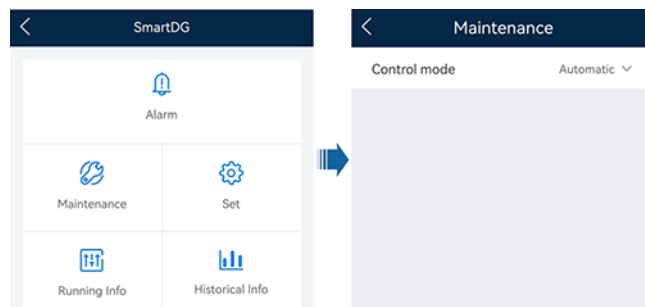 SmartDG
Alarm
Maintenance
Set
Running Info
Historical Info
Maintenance
Control mode
Automatic